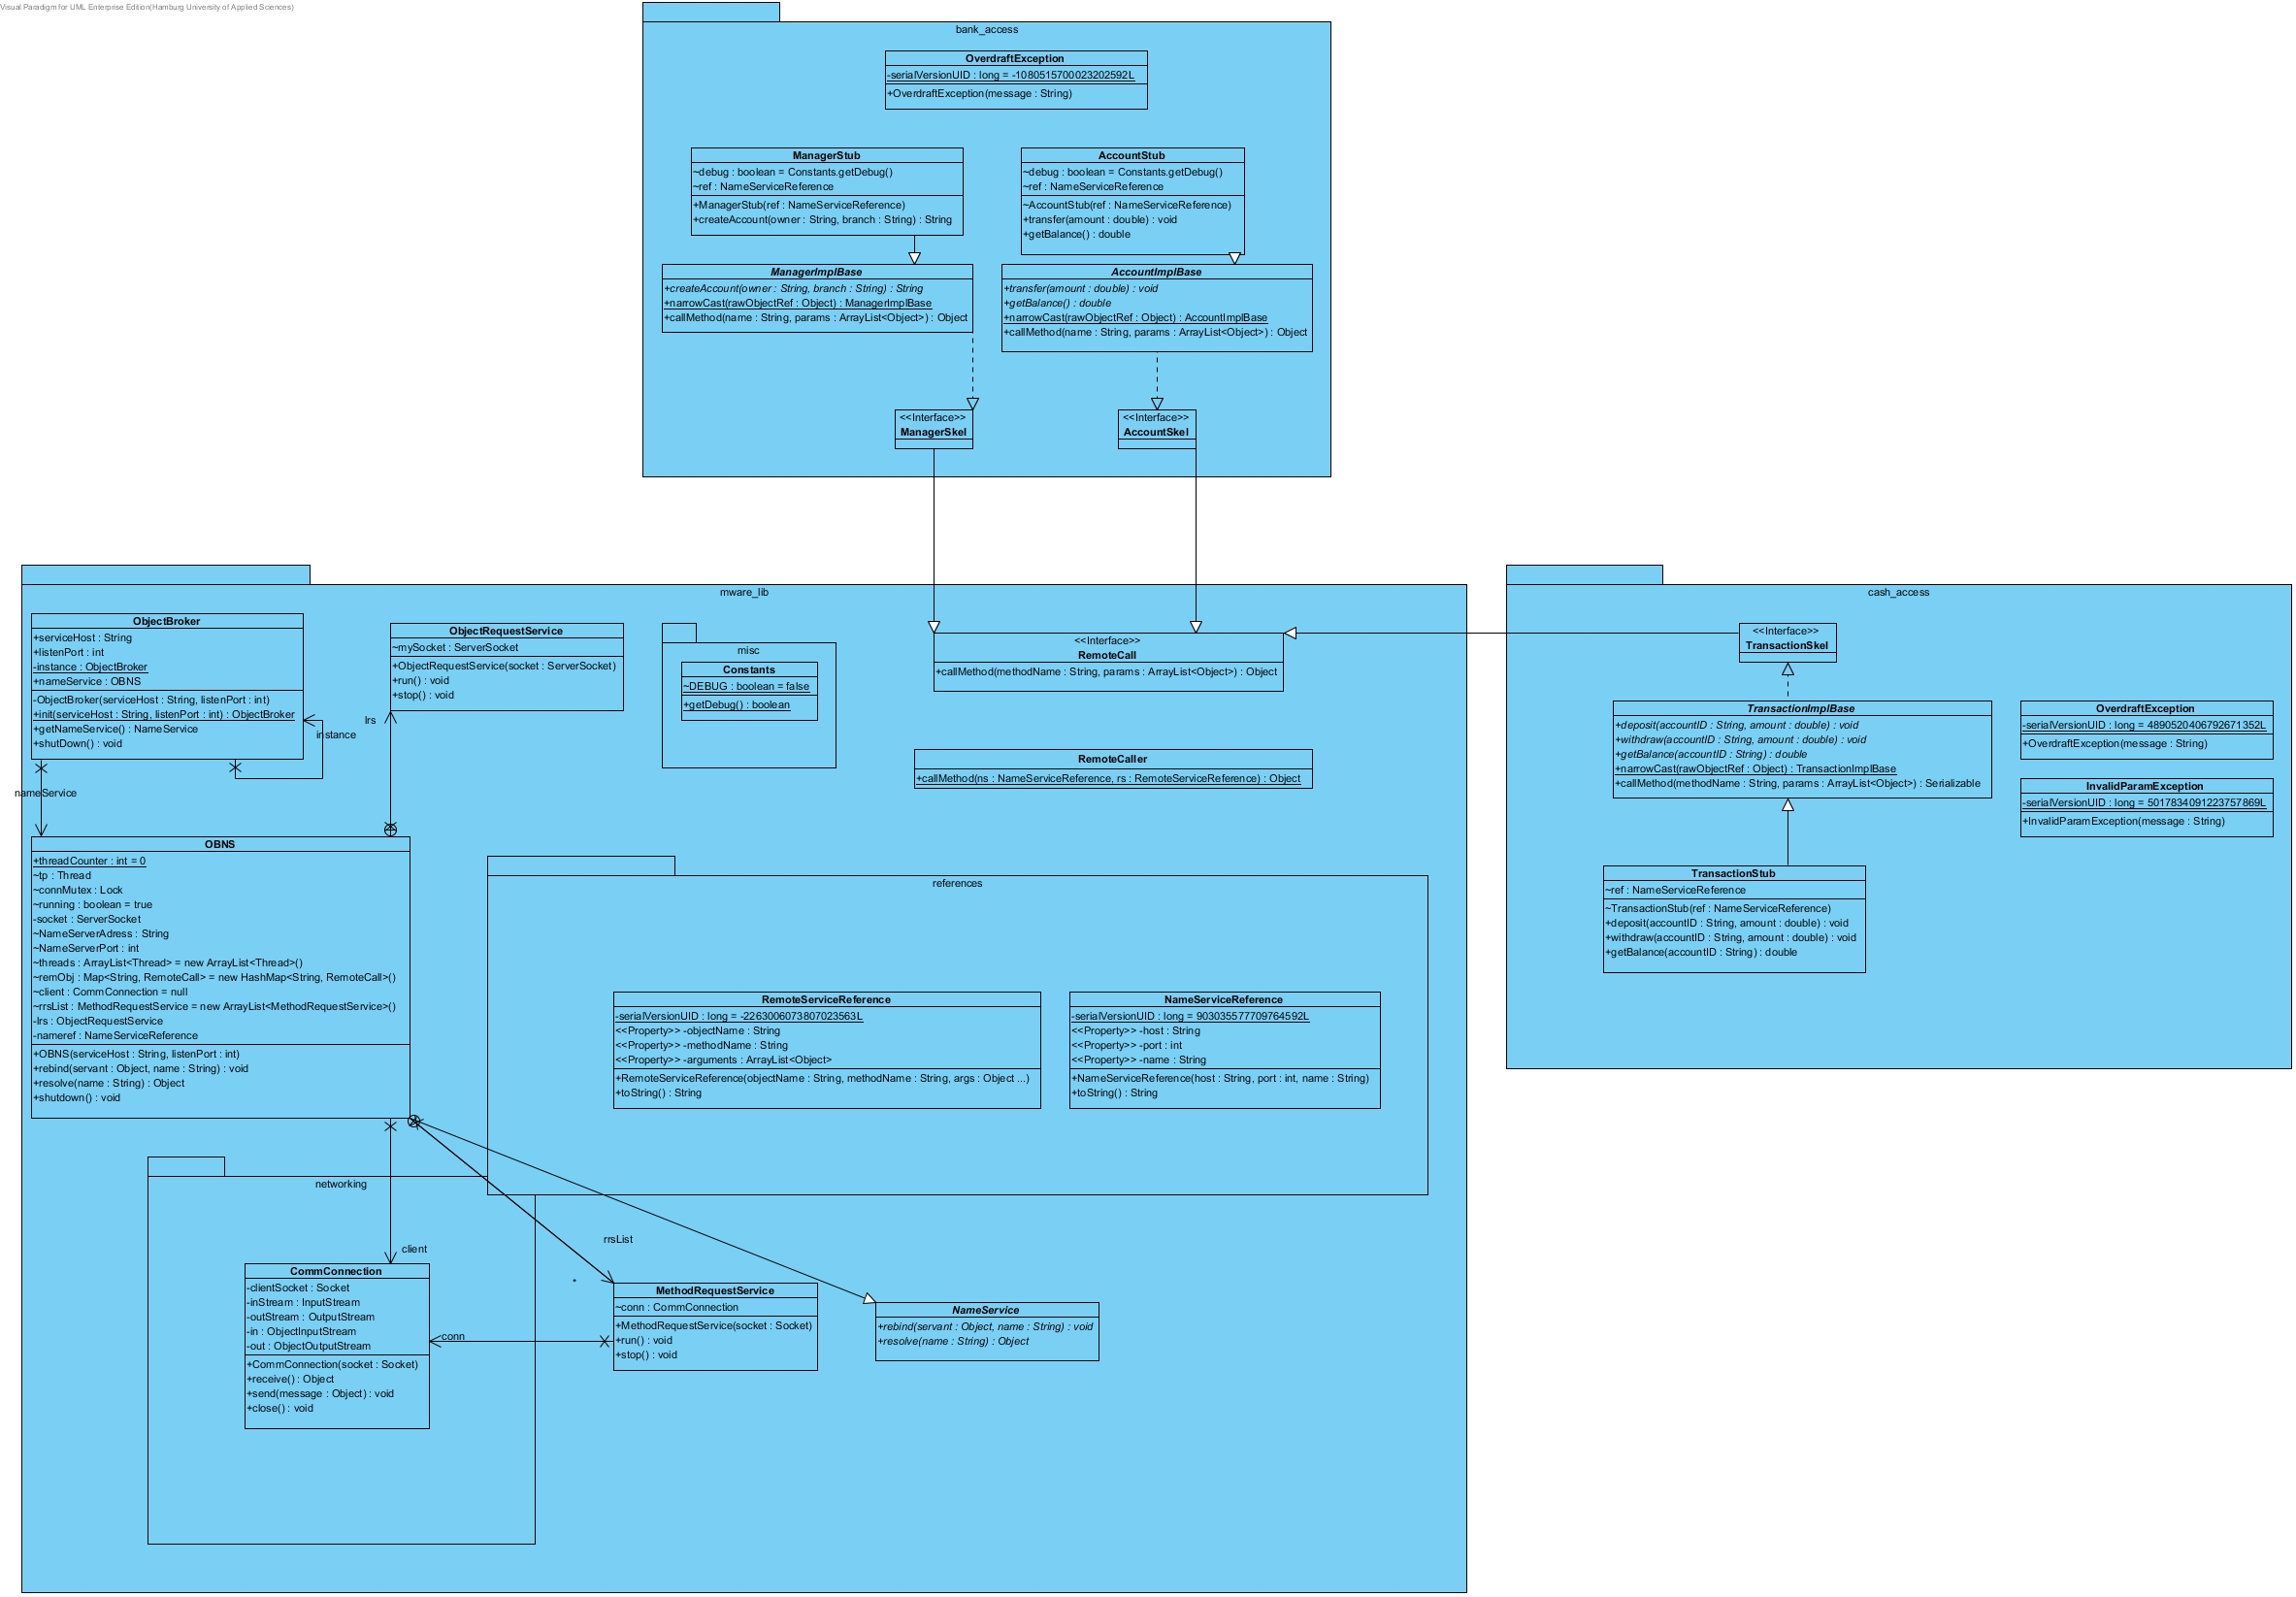 Visual Paradigm for UML Enterprise Edition(Hamburg University of Applied Sciences)
bank_access
OverdraftException
-serialVersionUID : long = -1080515700023202592L
+OverdraftException(message : String)
ManagerStub
~debug : boolean = Constants.getDebug()
~ref : NameServiceReference
+ManagerStub(ref : NameServiceReference)
+createAccount(owner : String, branch : String) : String
AccountStub
~debug : boolean = Constants.getDebug()
~ref : NameServiceReference
~AccountStub(ref : NameServiceReference)
+transfer(amount : double) : void
+getBalance() : double
ManagerImplBase
+createAccount(owner : String, branch : String) : String
+narrowCast(rawObjectRef : Object) : ManagerImplBase
+callMethod(name : String, params : ArrayList<Object>) : Object
AccountImplBase
+transfer(amount : double) : void
+getBalance() : double
+narrowCast(rawObjectRef : Object) : AccountImplBase
+callMethod(name : String, params : ArrayList<Object>) : Object
<<Interface>>
ManagerSkel
<<Interface>>
AccountSkel
mware_lib
ObjectBroker
+serviceHost : String
+listenPort : int
-instance : ObjectBroker
+nameService : OBNS
-ObjectBroker(serviceHost : String, listenPort : int)
+init(serviceHost : String, listenPort : int) : ObjectBroker
+getNameService() : NameService
+shutDown() : void
instance
nameService
ObjectRequestService
~mySocket : ServerSocket
+ObjectRequestService(socket : ServerSocket)
+run() : void
+stop() : void
lrs
misc
Constants
~DEBUG : boolean = false
+getDebug() : boolean
<<Interface>>
RemoteCall
+callMethod(methodName : String, params : ArrayList<Object>) : Object
RemoteCaller
+callMethod(ns : NameServiceReference, rs : RemoteServiceReference) : Object
OBNS
+threadCounter : int = 0
~tp : Thread
~connMutex : Lock
~running : boolean = true
-socket : ServerSocket
~NameServerAdress : String
~NameServerPort : int
~threads : ArrayList<Thread> = new ArrayList<Thread>()
~remObj : Map<String, RemoteCall> = new HashMap<String, RemoteCall>()
~client : CommConnection = null
~rrsList : MethodRequestService = new ArrayList<MethodRequestService>()
-lrs : ObjectRequestService
-nameref : NameServiceReference
+OBNS(serviceHost : String, listenPort : int)
+rebind(servant : Object, name : String) : void
+resolve(name : String) : Object
+shutdown() : void
references
RemoteServiceReference
-serialVersionUID : long = -2263006073807023563L
<<Property>> -objectName : String
<<Property>> -methodName : String
<<Property>> -arguments : ArrayList<Object>
+RemoteServiceReference(objectName : String, methodName : String, args : Object ...)
+toString() : String
NameServiceReference
-serialVersionUID : long = 903035577709764592L
<<Property>> -host : String
<<Property>> -port : int
<<Property>> -name : String
+NameServiceReference(host : String, port : int, name : String)
+toString() : String
networking
client
CommConnection
-clientSocket : Socket
-inStream : InputStream
-outStream : OutputStream
-in : ObjectInputStream
-out : ObjectOutputStream
+CommConnection(socket : Socket)
+receive() : Object
+send(message : Object) : void
+close() : void
conn
rrsList
*
MethodRequestService
~conn : CommConnection
+MethodRequestService(socket : Socket)
+run() : void
+stop() : void
NameService
+rebind(servant : Object, name : String) : void
+resolve(name : String) : Object
cash_access
<<Interface>>
TransactionSkel
TransactionImplBase
+deposit(accountID : String, amount : double) : void
+withdraw(accountID : String, amount : double) : void
+getBalance(accountID : String) : double
+narrowCast(rawObjectRef : Object) : TransactionImplBase
+callMethod(methodName : String, params : ArrayList<Object>) : Serializable
OverdraftException
-serialVersionUID : long = 4890520406792671352L
+OverdraftException(message : String)
InvalidParamException
-serialVersionUID : long = 5017834091223757869L
+InvalidParamException(message : String)
TransactionStub
~ref : NameServiceReference
~TransactionStub(ref : NameServiceReference)
+deposit(accountID : String, amount : double) : void
+withdraw(accountID : String, amount : double) : void
+getBalance(accountID : String) : double